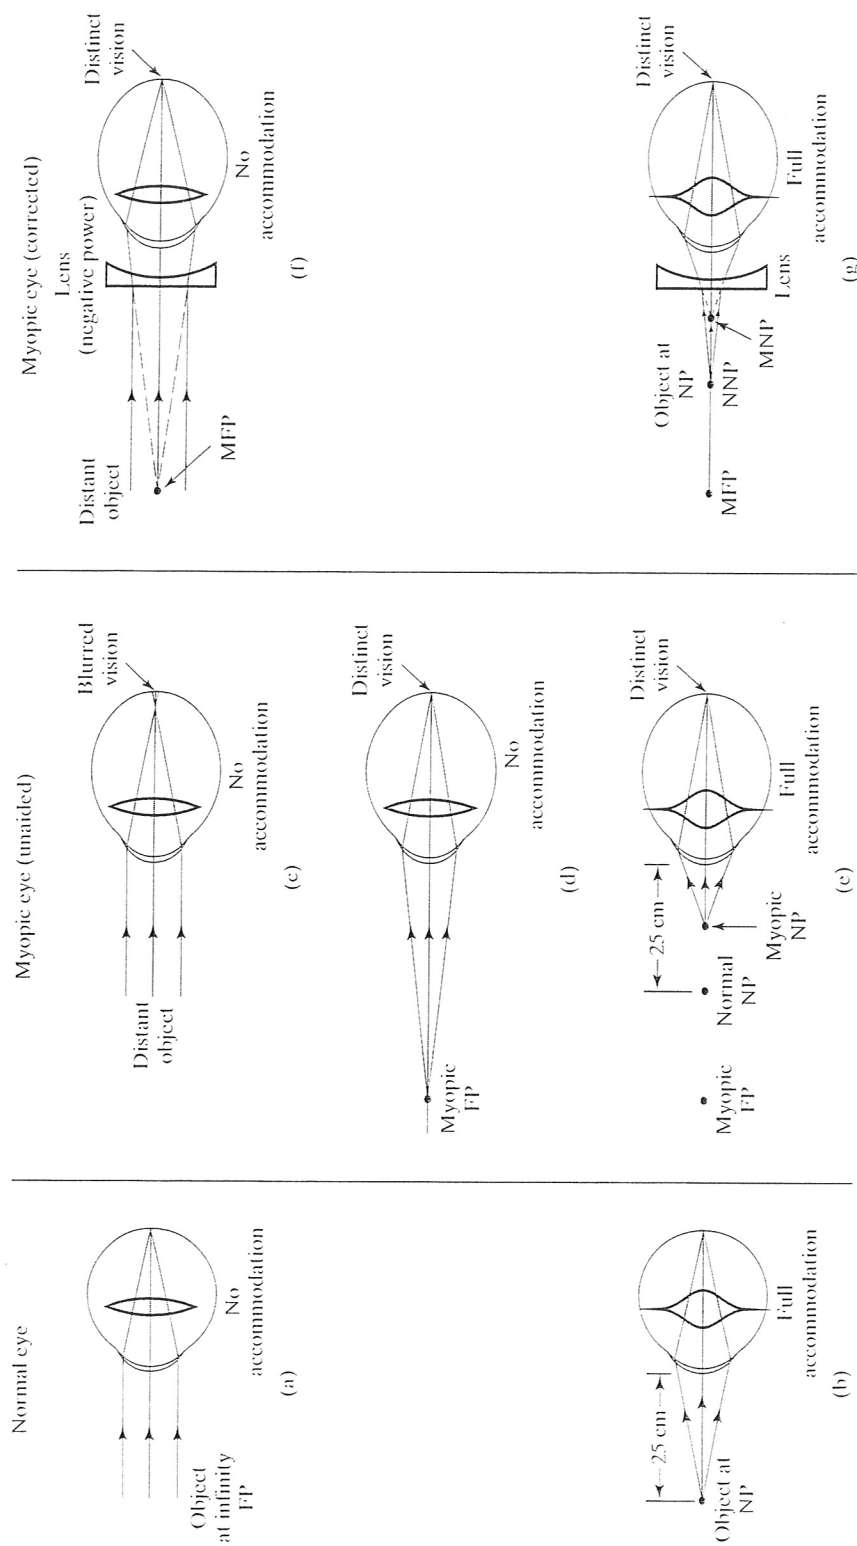 Normal eye
Object
at infinity
FP
No
accommodation
(a)
25 cm
Object at
NP
Full
accommodation
(b)
Myopic eye (unaided)
Distant
object
Blurred
vision
No
accommodation
(c)
Myopic
FP
Distinct
vision
No
accommodation
(d)
Myopic
FP
Normal
NP
25 cm
Myopic
NP
Distinct
vision
Full
accommodation
(e)
Myopic eye (corrected)
Lens
(negative power)
Distant
object
MFP
Distinct
vision
No
accommodation
(f)
MFP
Object at
NP
NNP
MNP
Lens
Distinct
vision
Full
accommodation
(g)